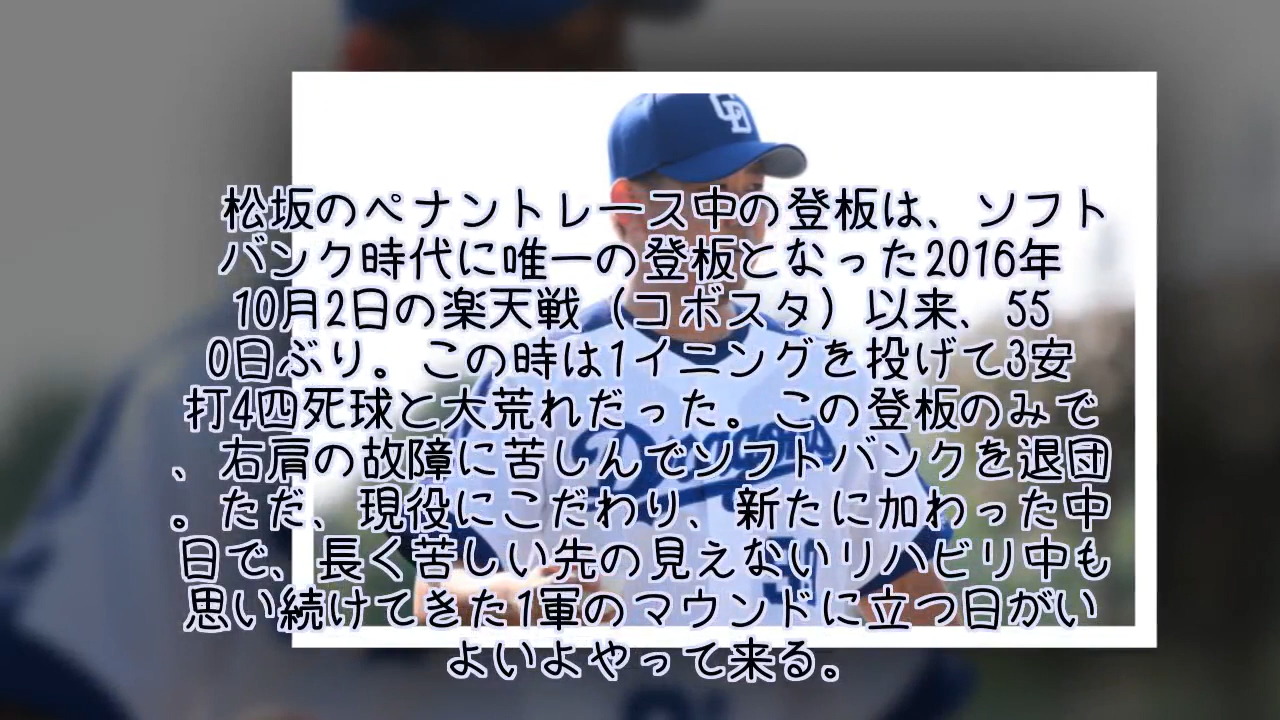 松坂のペナントレース中の登板は、ソフト
バンク時代に唯一の登板となった2016年
10月2日の楽天戦（コボスタ）以来、55
0日ぶり。この時は1イニングを投げて3安
打4四死球と大荒れだった。この登板のみで
、右肩の故障に苦しんでソフトバンクを退団
。ただ、現役にこだわり、新たに加わった中
日で、長く苦しい先の見えないリハビリ中も
思い続けてきた1軍のマウンドに立つ日がい
よいよやって来る。
CD
Dragons